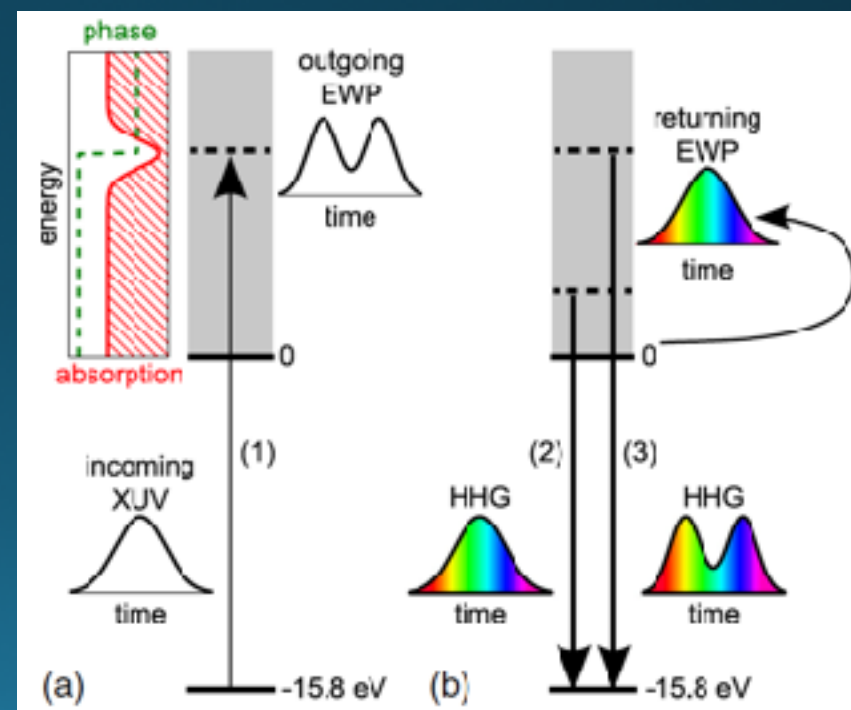 phase
energy
absorption
outgoing
EWP
time
0
(1)
incoming
XUV
time
-15.8 eV
(a)
returning
EWP
time
0
(2)
(3)
HHG
time
HHG
time
-15.8 eV
(b)